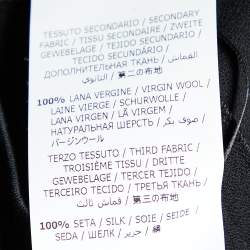 TESSUTO SECONDARIO / SECONDARY
FABRIC / TISSU SECONDAIRE / ZWEITE
GEWEBELAGE / TEJIDO SECUNDARIO /
TECIDO SECUNDÁRIO /
ДОПОЛНИТЕЛЬНАЯ ТКАНЬ / القماش
الثانوي / 第二の布地
100% LANA VERGINE / VIRGIN WOOL /
LAINE VIERGE / SCHURWOLLE /
LANA VIRGEN / LÃ VIRGEM /
НАТУРАЛЬНАЯ ШЕРСТЬ / صوف بكر /
バージンウール
TERZO TESSUTO / THIRD FABRIC /
TROISIÈME TISSU / DRITTE
GEWEBELAGE / TERCER TEJIDO /
TERCEIRO TECIDO / ТРЕТЬЯ ТКАНЬ /
قماش ثالث / 第三の布地
100% SETA / SILK / SOIE / SEIDE /
SEDA / ШЕЛК / حرير / 絹